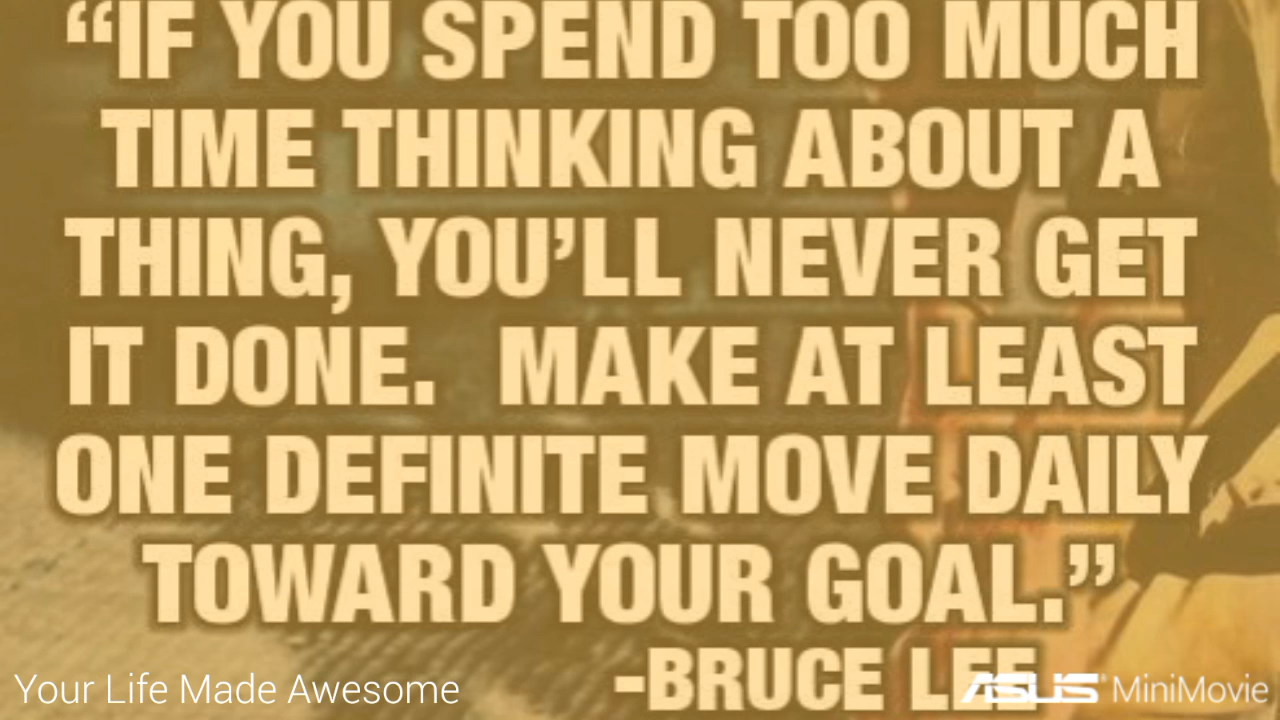 “IF YOU SPEND TOO MUCH
TIME THINKING ABOUT A
THING, YOU’LL NEVER GET
IT DONE. MAKE AT LEAST
ONE DEFINITE MOVE DAILY
TOWARD YOUR GOAL.”
-BRUCE LEE
Your Life Made Awesome
ASUS MiniMovie